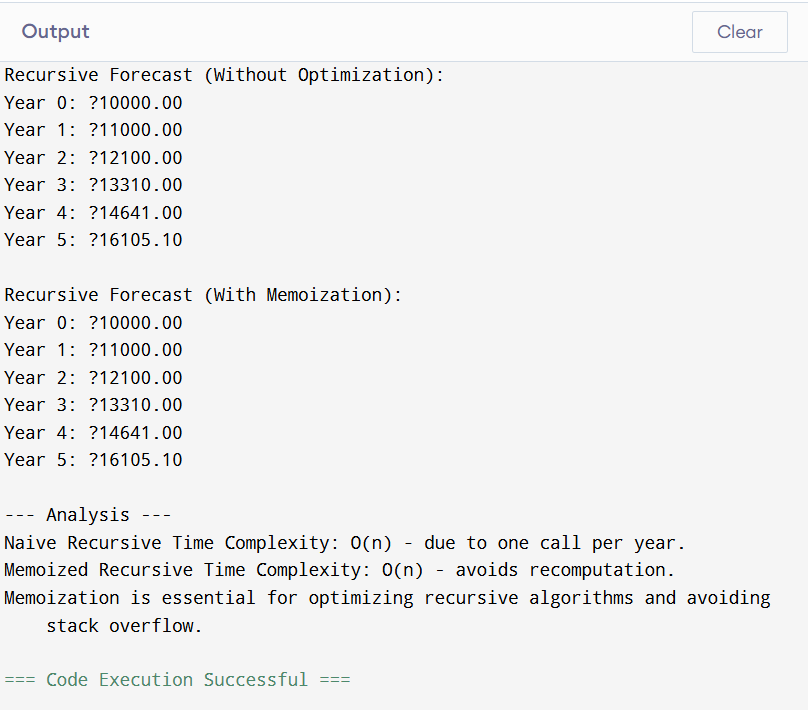 Output
Clear
Recursive Forecast (Without Optimization):
Year 0: ?10000.00
Year 1: ?11000.00
Year 2: ?12100.00
Year 3: ?13310.00
Year 4: ?14641.00
Year 5: ?16105.10
Recursive Forecast (With Memoization):
Year 0: ?10000.00
Year 1: ?11000.00
Year 2: ?12100.00
Year 3: ?13310.00
Year 4: ?14641.00
Year 5: ?16105.10
--- Analysis ---
Naive Recursive Time Complexity: O(n) - due to one call per year.
Memoized Recursive Time Complexity: O(n) - avoids recomputation.
Memoization is essential for optimizing recursive algorithms and avoiding
stack overflow.
=== Code Execution Successful ===